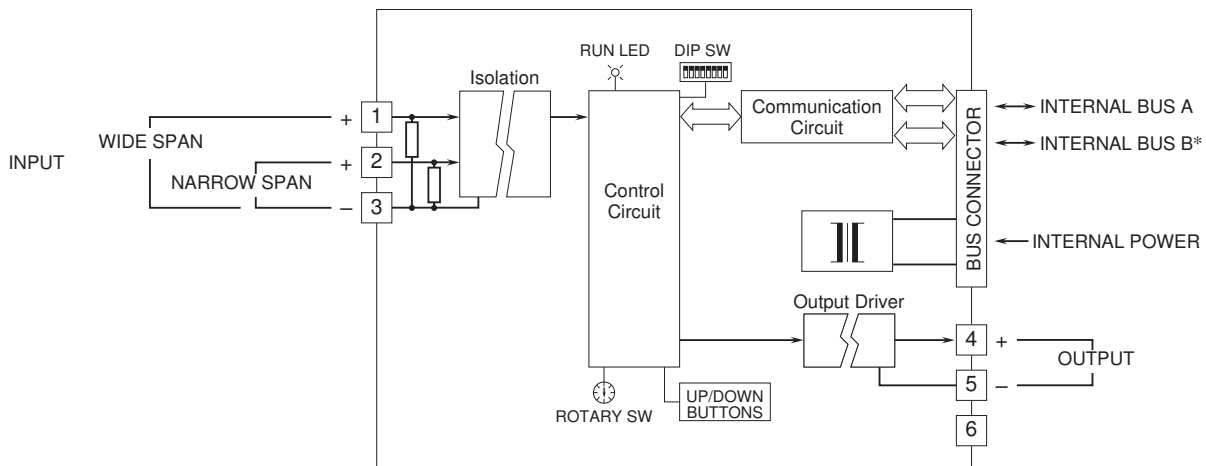 RUN LED
DIP SW
Isolation
Communication
Circuit
BUS CONNECTOR
INTERNAL BUS A
INTERNAL BUS B*
INTERNAL POWER
INPUT
WIDE SPAN
NARROW SPAN
+ 1
+ 2
– 3
Control
Circuit
Output Driver
4 +
5 –
6
OUTPUT
ROTARY SW
UP/DOWN
BUTTONS